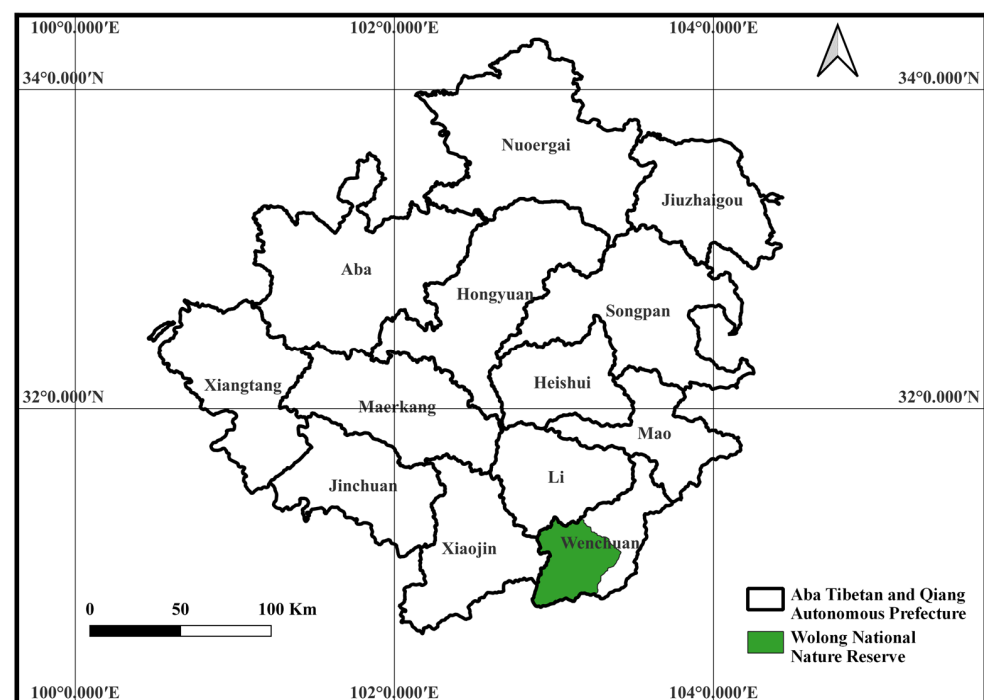 100°0.000′E 102°0.000′E 104°0.000′E
34°0.000′N 34°0.000′N
Nuoergai
Jiuzhaigou
Aba
Hongyuan
Songpan
Xiangtang
Heishui
32°0.000′N 32°0.000′N
Maerkang
Mao
Li
Jinchuan
Xiaojin
Wenchuan
0 50 100 Km
Aba Tibetan and Qiang
Autonomous Prefecture
Wolong National
Nature Reserve
100°0.000′E 102°0.000′E 104°0.000′E